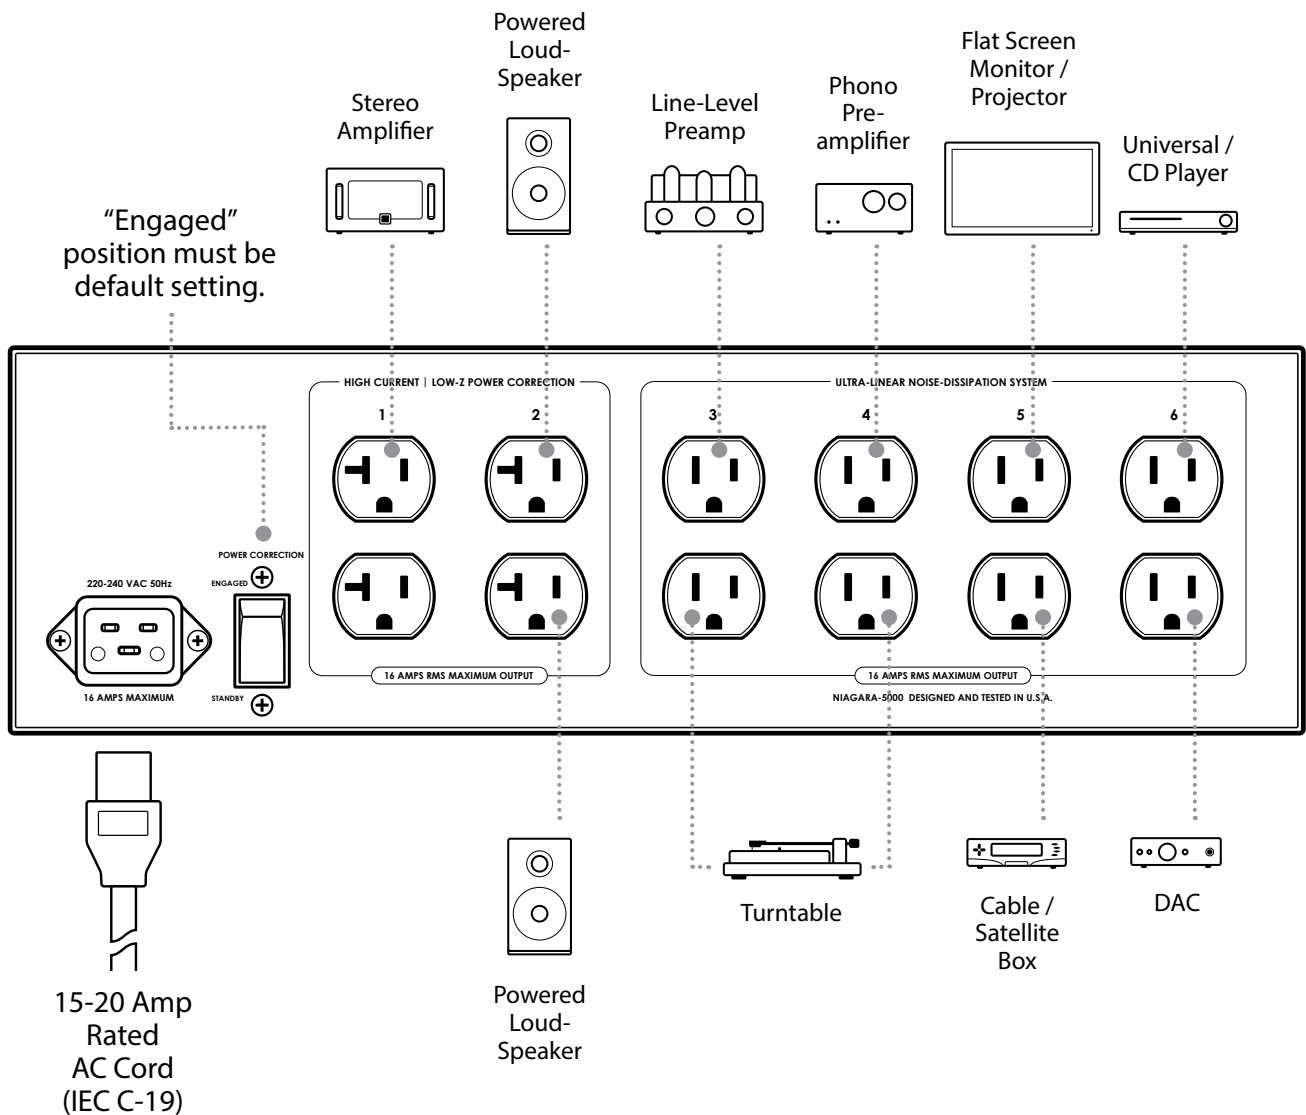 Powered
Loud-
Speaker
Flat Screen
Monitor /
Projector
Stereo
Amplifier
Line-Level
Preamp
Phono
Pre-
amplifier
Universal /
CD Player
“Engaged”
position must be
default setting.
HIGH CURRENT | LOW-Z POWER CORRECTION
ULTRA-LINEAR NOISE-DISSIPATION SYSTEM
1
2
3
4
5
6
POWER CORRECTION
ENGAGED
220-240 VAC 50Hz
16 AMPS MAXIMUM
STANDBY
16 AMPS RMS MAXIMUM OUTPUT
16 AMPS RMS MAXIMUM OUTPUT
NIAGARA-5000 DESIGNED AND TESTED IN U.S.A.
Turntable
Cable /
Satellite
Box
DAC
Powered
Loud-
Speaker
15-20 Amp
Rated
AC Cord
(IEC C-19)